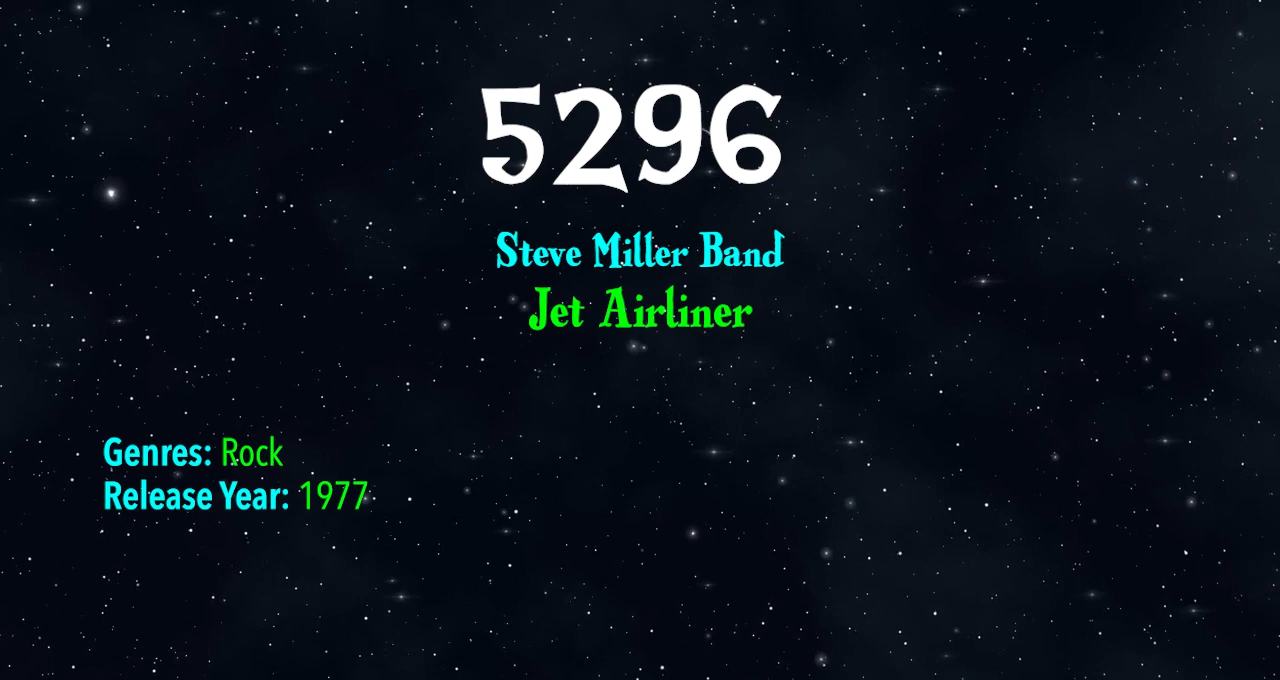 5296
Steve Miller Band
Jet Airliner
Genres: Rock
Release Year: 1977